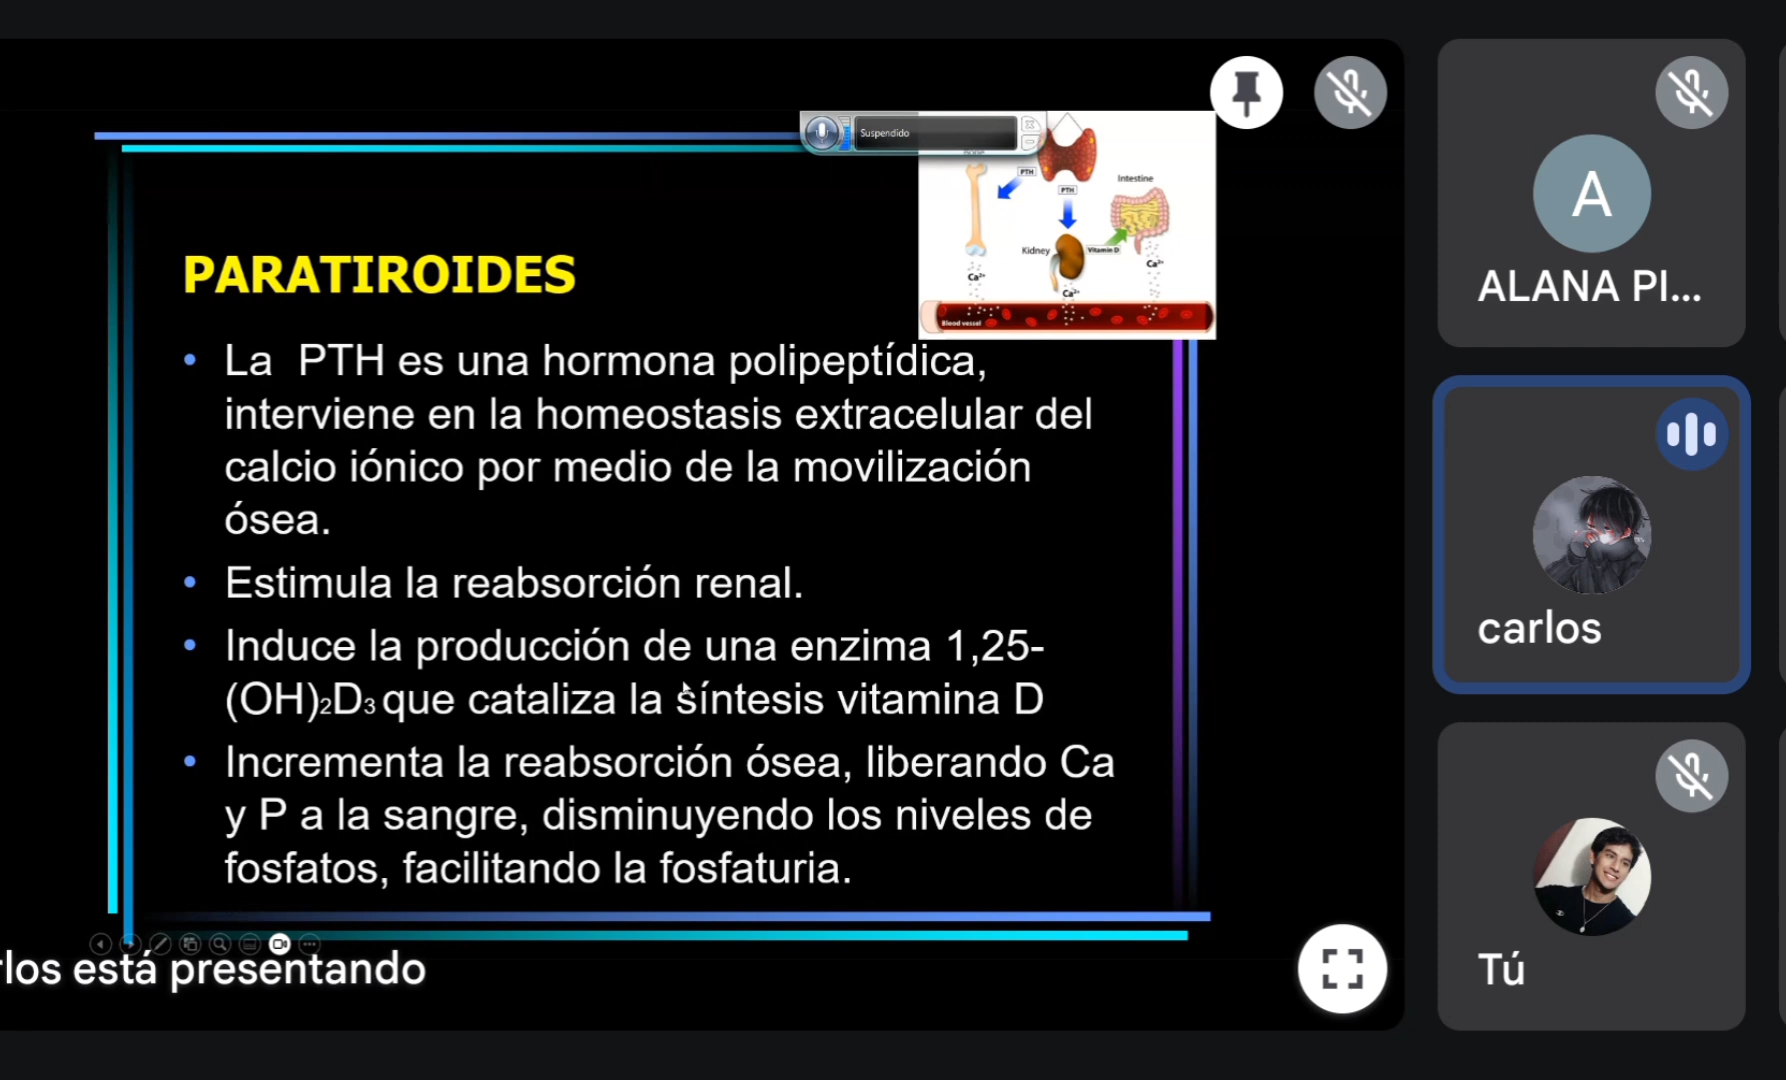 Suspendido
PTH
PTH
Intestine
Kidney
Vitamin D
Ca²⁺
Ca²⁺
Ca²⁺
Blood vessel
PARATIROIDES
• La PTH es una hormona polipeptídica,
interviene en la homeostasis extracelular del
calcio iónico por medio de la movilización
ósea.
• Estimula la reabsorción renal.
• Induce la producción de una enzima 1,25-
(OH)₂D₃ que cataliza la síntesis vitamina D
• Incrementa la reabsorción ósea, liberando Ca
y P a la sangre, disminuyendo los niveles de
fosfatos, facilitando la fosfaturia.
rlos está presentando
A
ALANA PI...
carlos
Tú